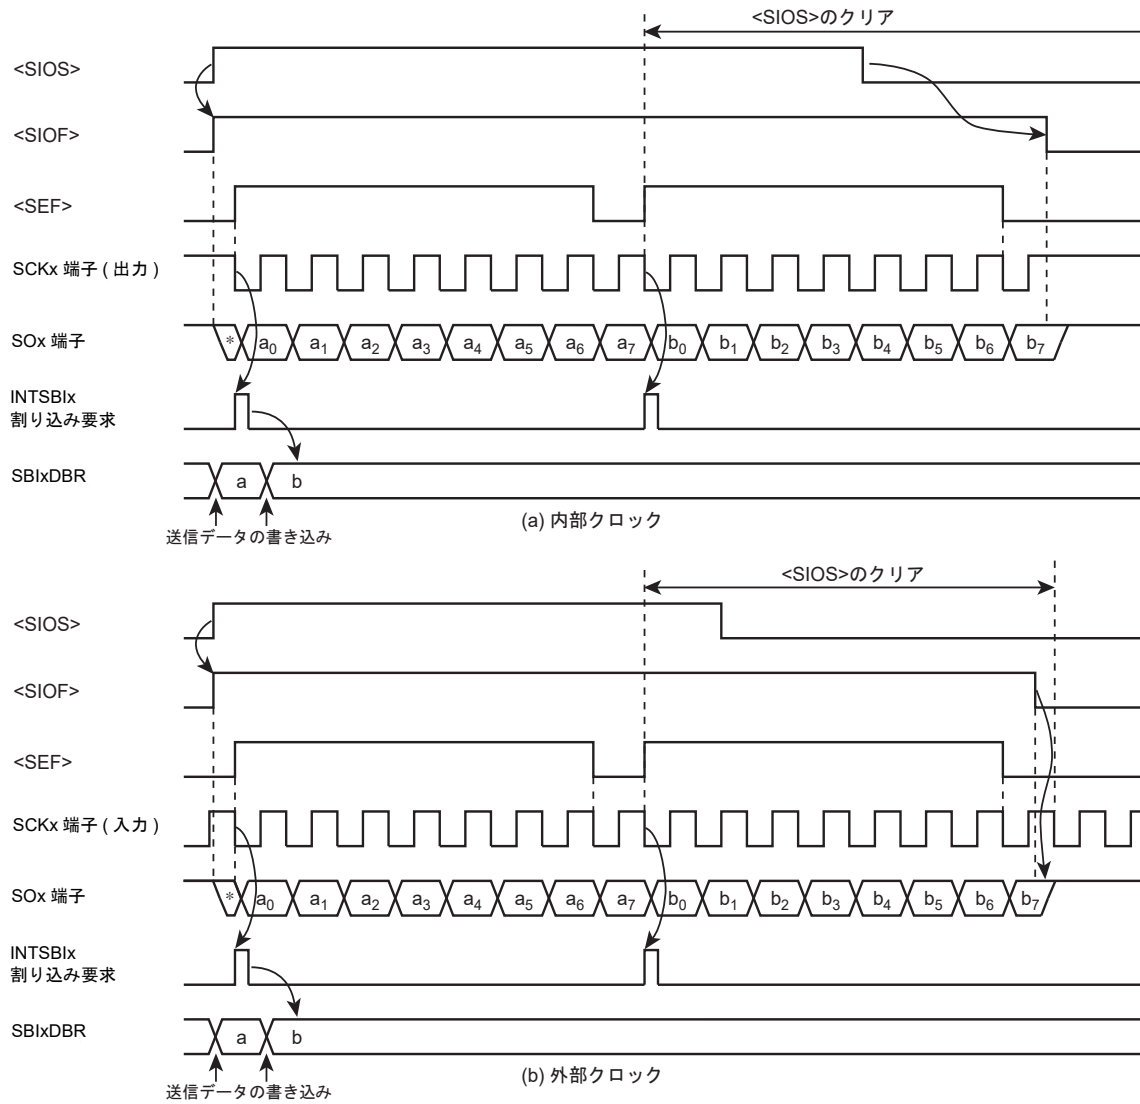 <SIOS>のクリア
<SIOS>
<SIOF>
<SEF>
SCKx 端子 ( 出力 )
SOx 端子
* a0 a1 a2 a3 a4 a5 a6 a7 b0 b1 b2 b3 b4 b5 b6 b7
INTSBIx
割り込み要求
SBIxDBR
a b
送信データの書き込み
(a) 内部クロック
<SIOS>のクリア
<SIOS>
<SIOF>
<SEF>
SCKx 端子 ( 入力 )
SOx 端子
* a0 a1 a2 a3 a4 a5 a6 a7 b0 b1 b2 b3 b4 b5 b6 b7
INTSBIx
割り込み要求
SBIxDBR
a b
送信データの書き込み
(b) 外部クロック